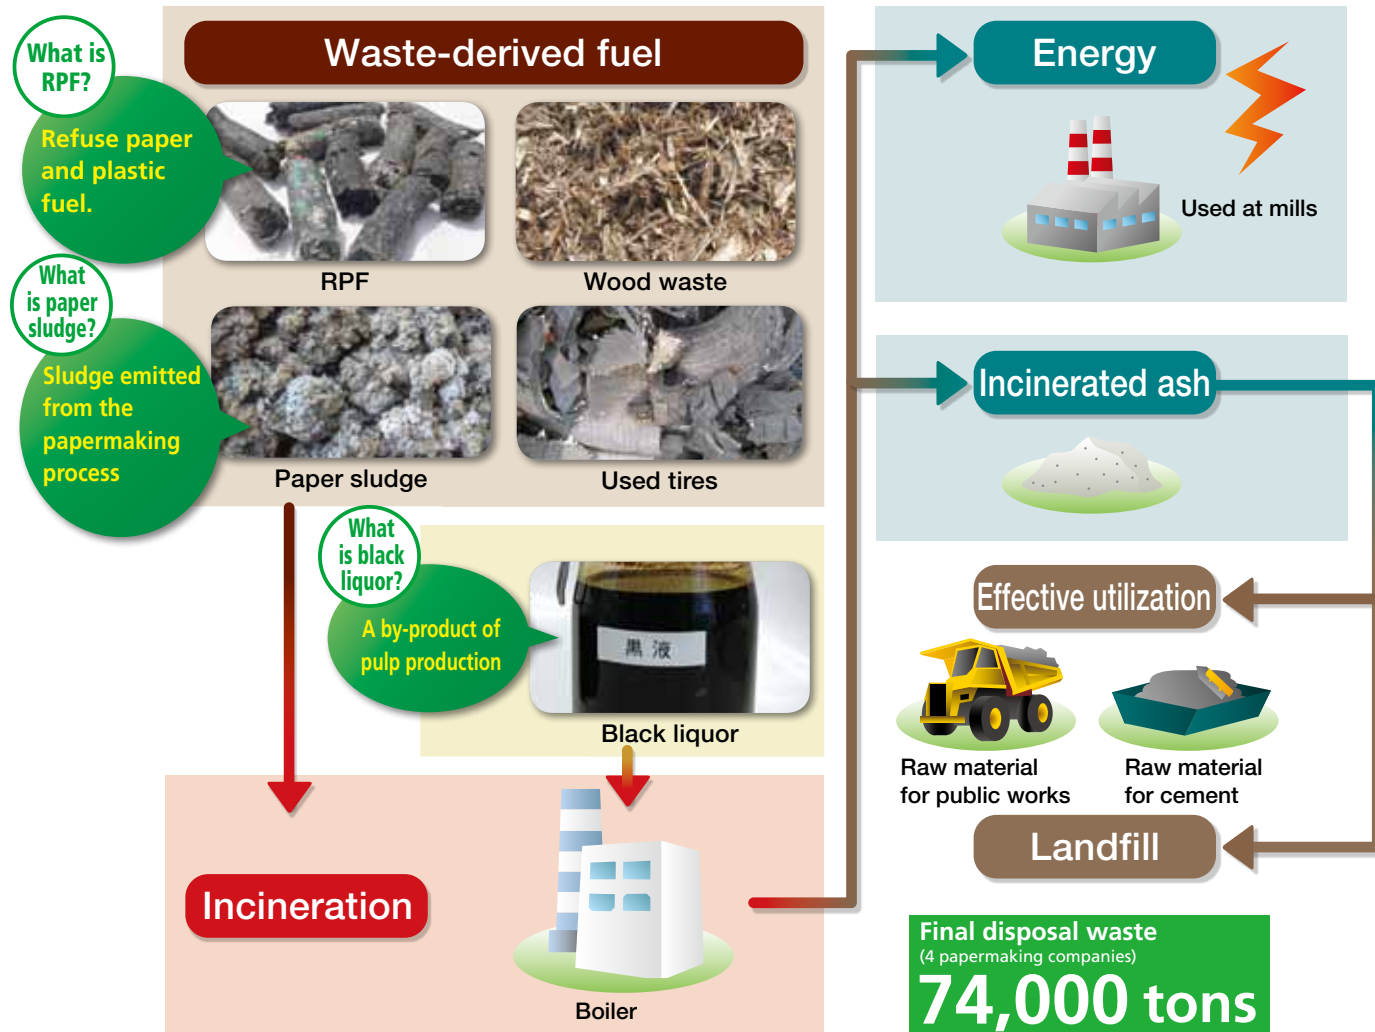 What is
RPF?
Refuse paper
and plastic
fuel.
Waste-derived fuel
RPF
Wood waste
What
is paper
sludge?
Sludge emitted
from the
papermaking
process
Paper sludge
Used tires
What
is black
liquor?
A by-product of
pulp production
黒液
Black liquor
Incineration
Boiler
Energy
Used at mills
Incinerated ash
Effective utilization
Raw material
for public works
Raw material
for cement
Landfill
Final disposal waste
(4 papermaking companies)
74,000 tons